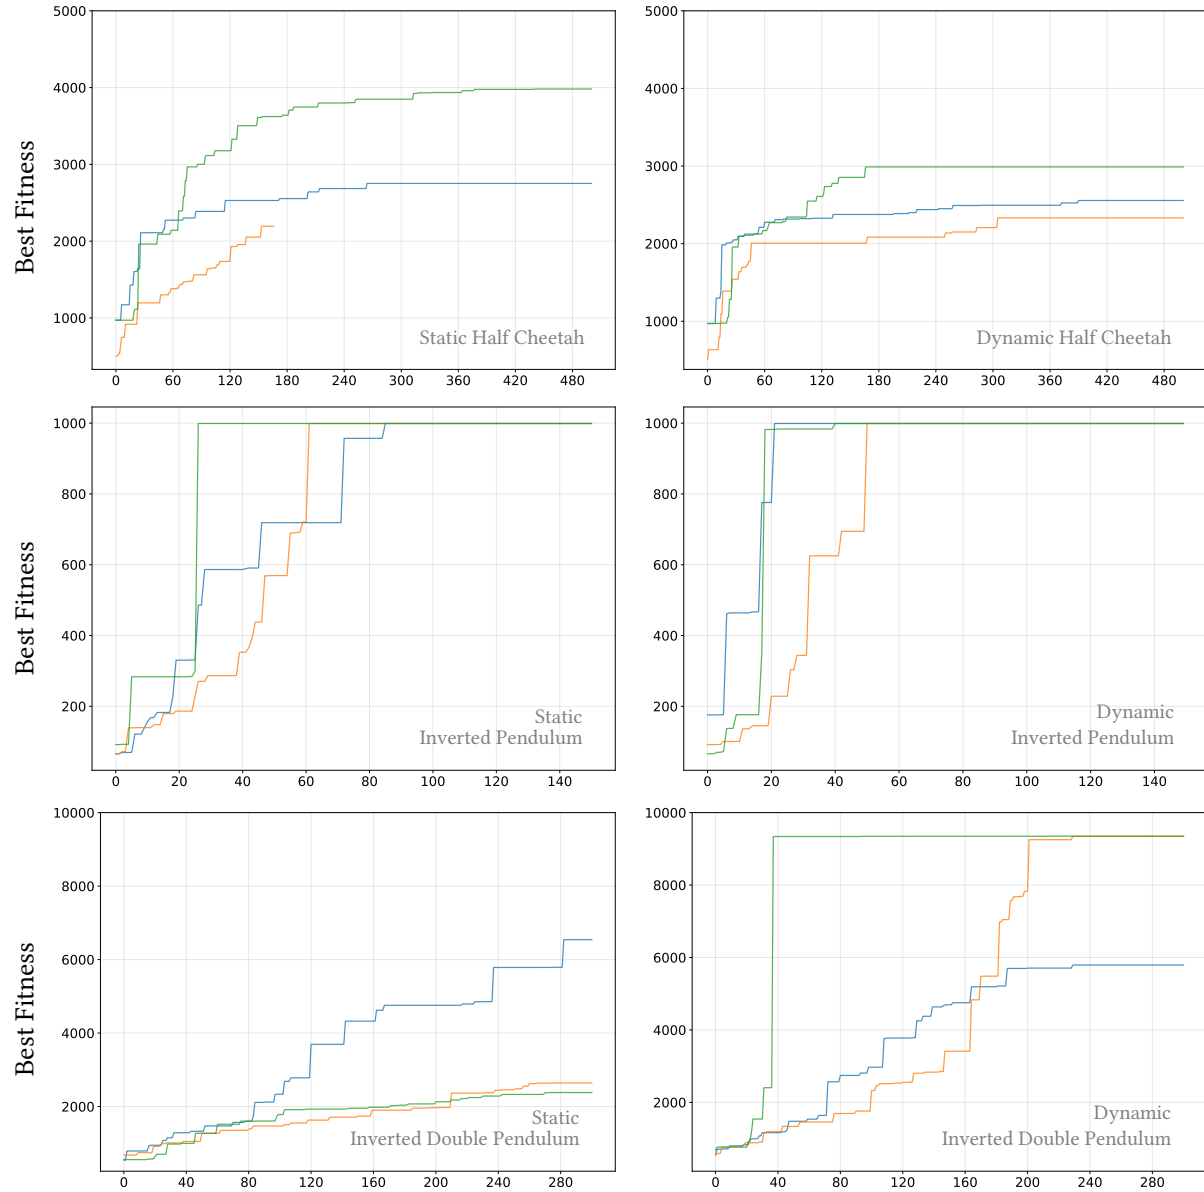 5000
4000
3000
2000
1000
Best Fitness
Static Half Cheetah
0 60 120 180 240 300 360 420 480
5000
4000
3000
2000
1000
Dynamic Half Cheetah
0 60 120 180 240 300 360 420 480
1000
800
600
400
200
Best Fitness
Static
Inverted Pendulum
0 20 40 60 80 100 120 140
1000
800
600
400
200
Dynamic
Inverted Pendulum
0 20 40 60 80 100 120 140
10000
8000
6000
4000
2000
Best Fitness
Static
Inverted Double Pendulum
0 40 80 120 160 200 240 280
10000
8000
6000
4000
2000
Dynamic
Inverted Double Pendulum
0 40 80 120 160 200 240 280